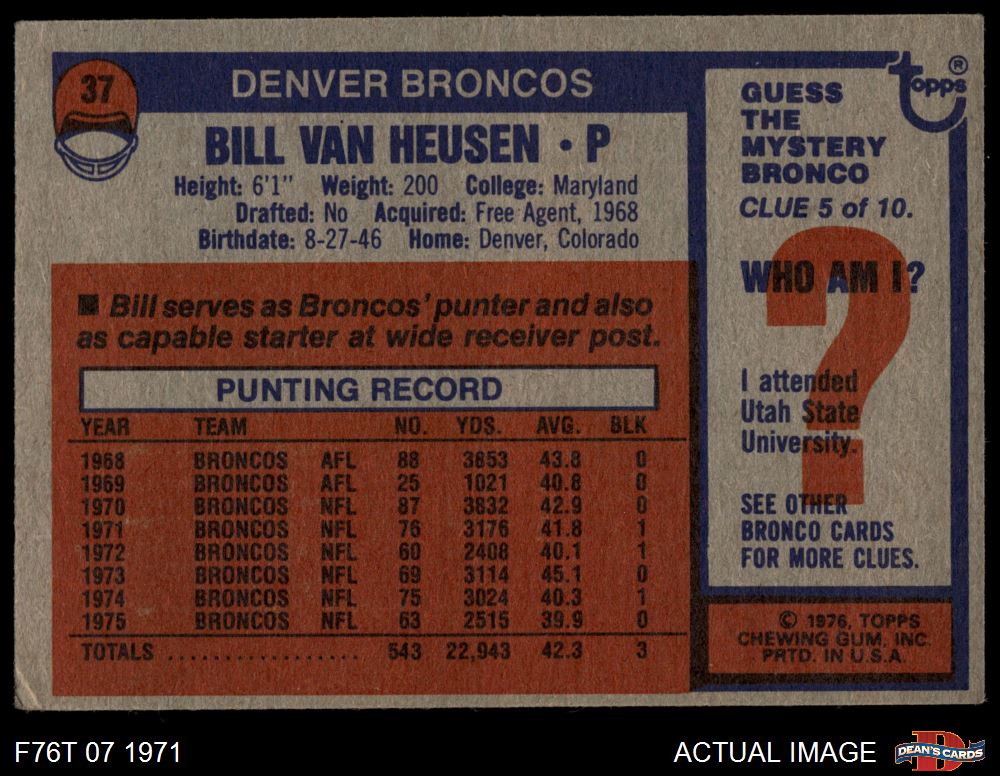 37
DENVER BRONCOS
BILL VAN HEUSEN • P
Height: 6'1" Weight: 200 College: Maryland
Drafted: No Acquired: Free Agent, 1968
Birthdate: 8-27-46 Home: Denver, Colorado
■ Bill serves as Broncos' punter and also
as capable starter at wide receiver post.
PUNTING RECORD
YEAR TEAM NO. YDS. AVG. BLK
1968 BRONCOS AFL 88 3853 43.8 0
1969 BRONCOS AFL 25 1021 40.8 0
1970 BRONCOS NFL 87 3832 42.9 0
1971 BRONCOS NFL 76 3176 41.8 1
1972 BRONCOS NFL 60 2408 40.1 1
1973 BRONCOS NFL 69 3114 45.1 0
1974 BRONCOS NFL 75 3024 40.3 1
1975 BRONCOS NFL 63 2515 39.9 0
TOTALS .................. 543 22,943 42.3 3
topps ®
GUESS
THE
MYSTERY
BRONCO
CLUE 5 of 10.
WHO AM I?
?
I attended
Utah State
University.
SEE OTHER
BRONCO CARDS
FOR MORE CLUES.
© 1976, TOPPS
CHEWING GUM, INC.
PRTD. IN U.S.A.
F76T 07 1971
ACTUAL IMAGE
D
DEAN'S CARDS